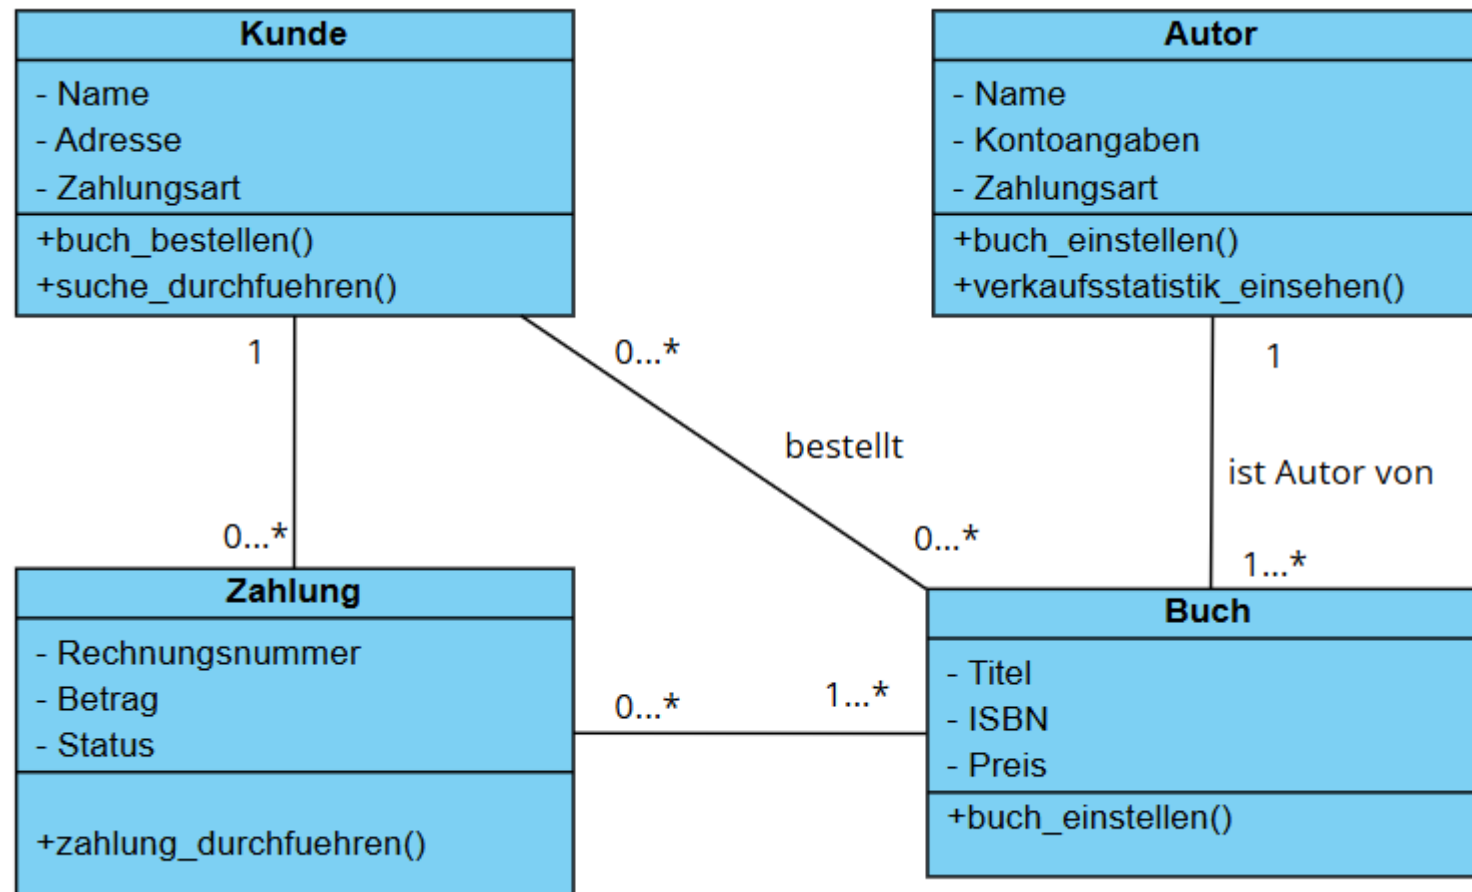 Kunde
- Name
- Adresse
- Zahlungsart
+buch_bestellen()
+suche_durchfuehren()
Autor
- Name
- Kontoangaben
- Zahlungsart
+buch_einstellen()
+verkaufsstatistik_einsehen()
1
0...*
1
bestellt
ist Autor von
0...*
0...*
1...*
Zahlung
- Rechnungsnummer
- Betrag
- Status
+zahlung_durchfuehren()
0...*
1...*
Buch
- Titel
- ISBN
- Preis
+buch_einstellen()